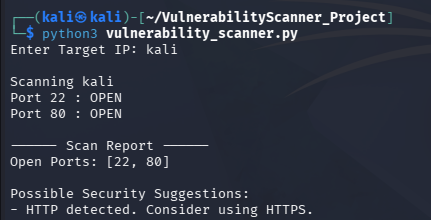 ┌──(kali㉿kali)-[~/VulnerabilityScanner_Project]
└─$ python3 vulnerability_scanner.py
Enter Target IP: kali
Scanning kali
Port 22 : OPEN
Port 80 : OPEN
—————— Scan Report ——————
Open Ports: [22, 80]
Possible Security Suggestions:
- HTTP detected. Consider using HTTPS.